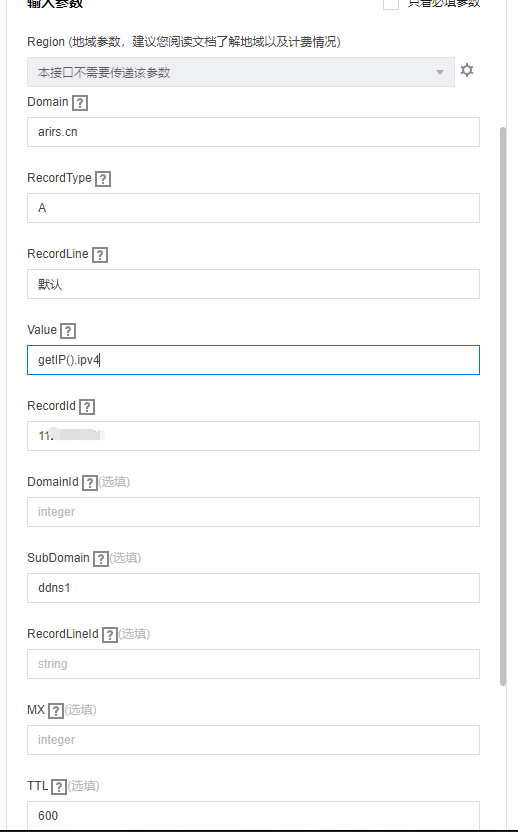 输入参数
只看必填参数
Region (地域参数，建议您阅读文档了解地域以及计费情况)
本接口不需要传递该参数
Domain ?
arirs.cn
RecordType ?
A
RecordLine ?
默认
Value ?
getIP().ipv4
RecordId ?
11
DomainId ?(选填)
integer
SubDomain ?(选填)
ddns1
RecordLineId ?(选填)
string
MX ?(选填)
integer
TTL ?(选填)
600